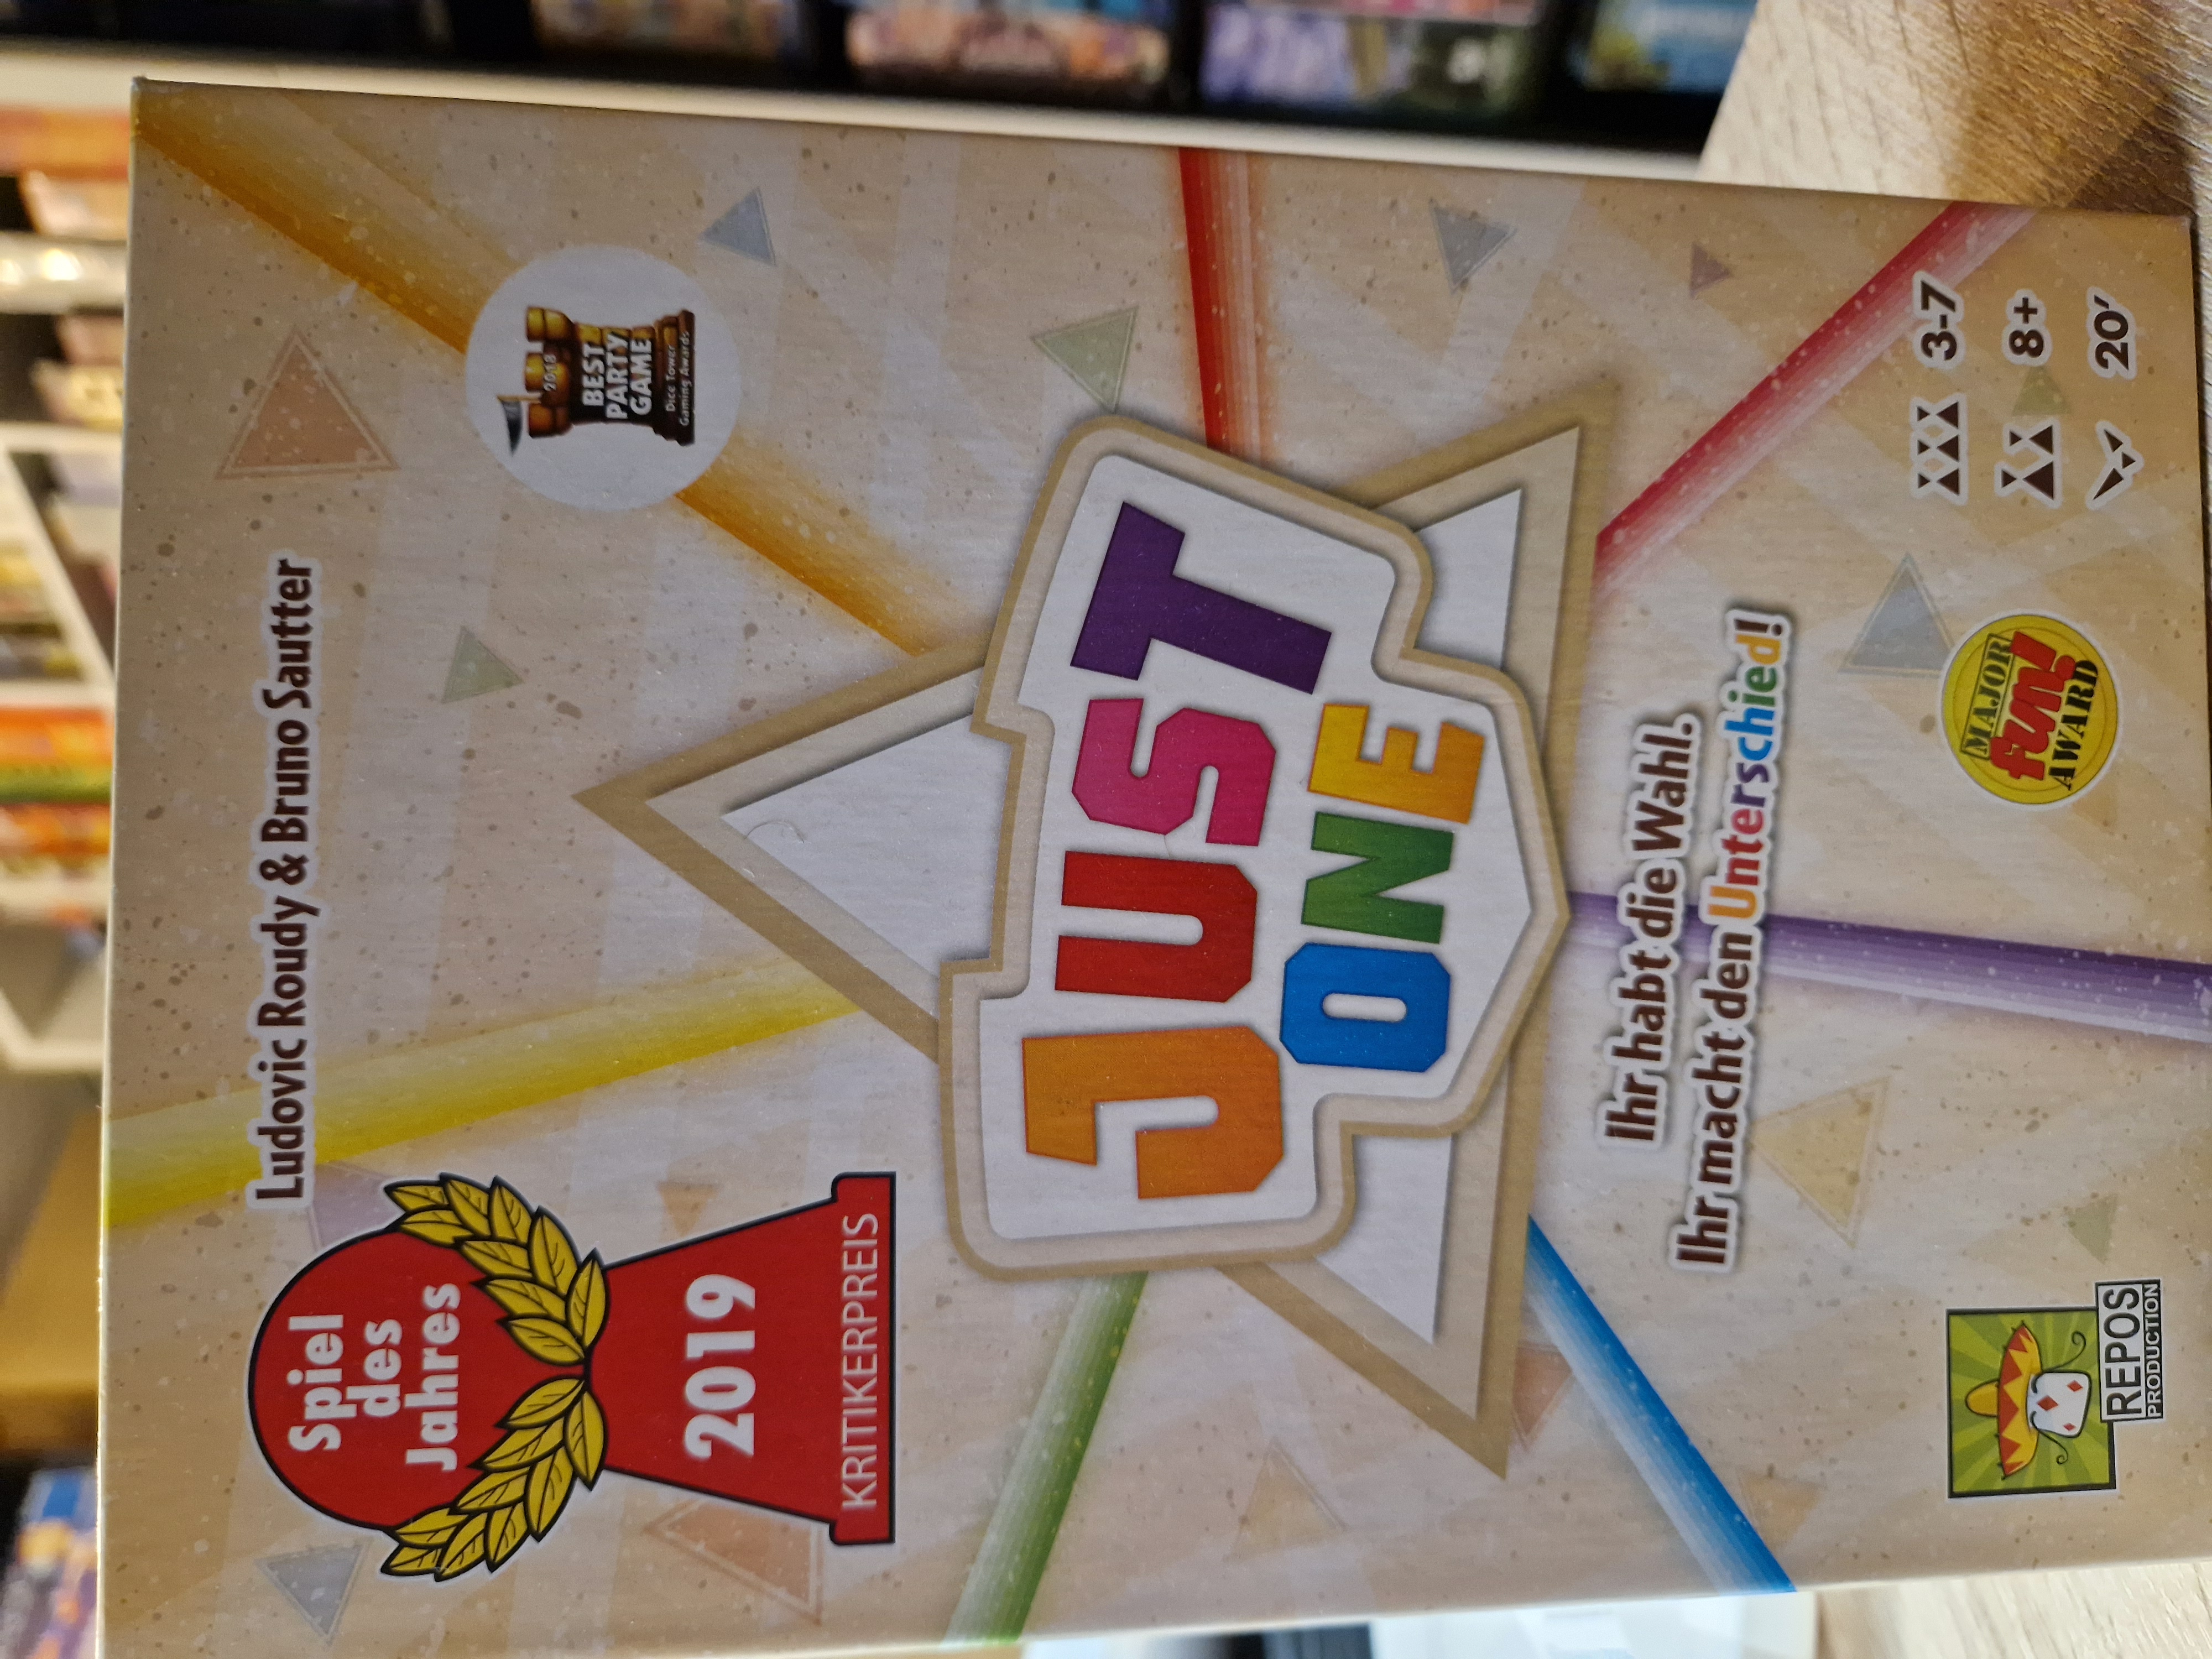 Ludovic Roudy & Bruno Sautter
Spiel
des
Jahres
2019
KRITIKERPREIS
2018
BEST
PARTY
GAME
Dice Tower
Gaming Awards
JUST
ONE
Ihr habt die Wahl.
Ihr macht den Unterschied!
REPOS
PRODUCTION
MAJOR
fun!
AWARD
3-7
8+
20'